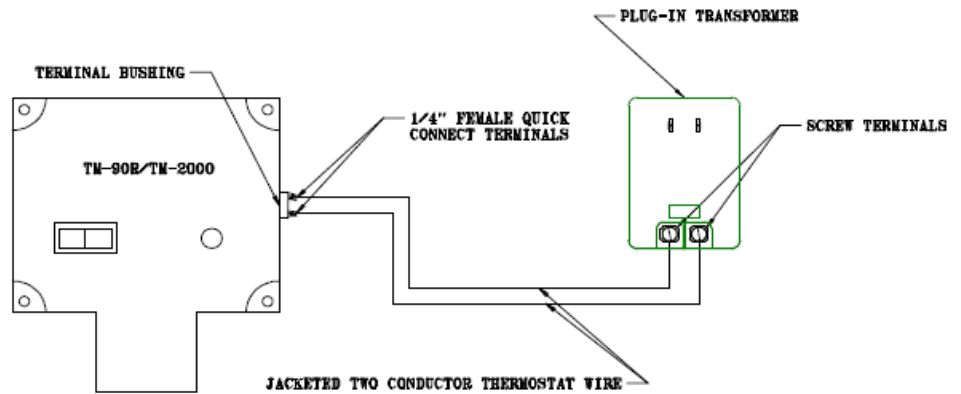 PLUG-IN TRANSFORMER
TERMINAL BUSHING
1/4" FEMALE QUICK
CONNECT TERMINALS
SCREW TERMINALS
TM-90R/TM-2000
JACKETED TWO CONDUCTOR THERMOSTAT WIRE